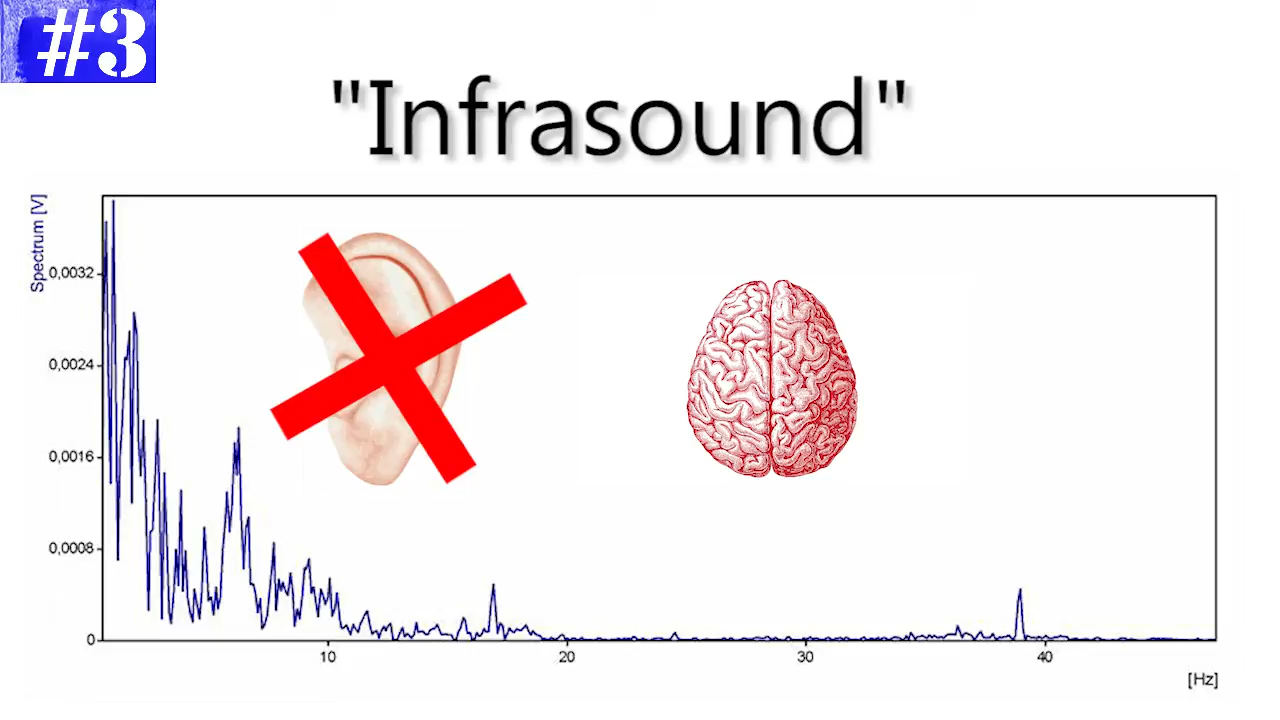 #3
"Infrasound"
Spectrum [V]
0,0032
0,0024
0,0016
0,0008
0
10 20 30 40
[Hz]